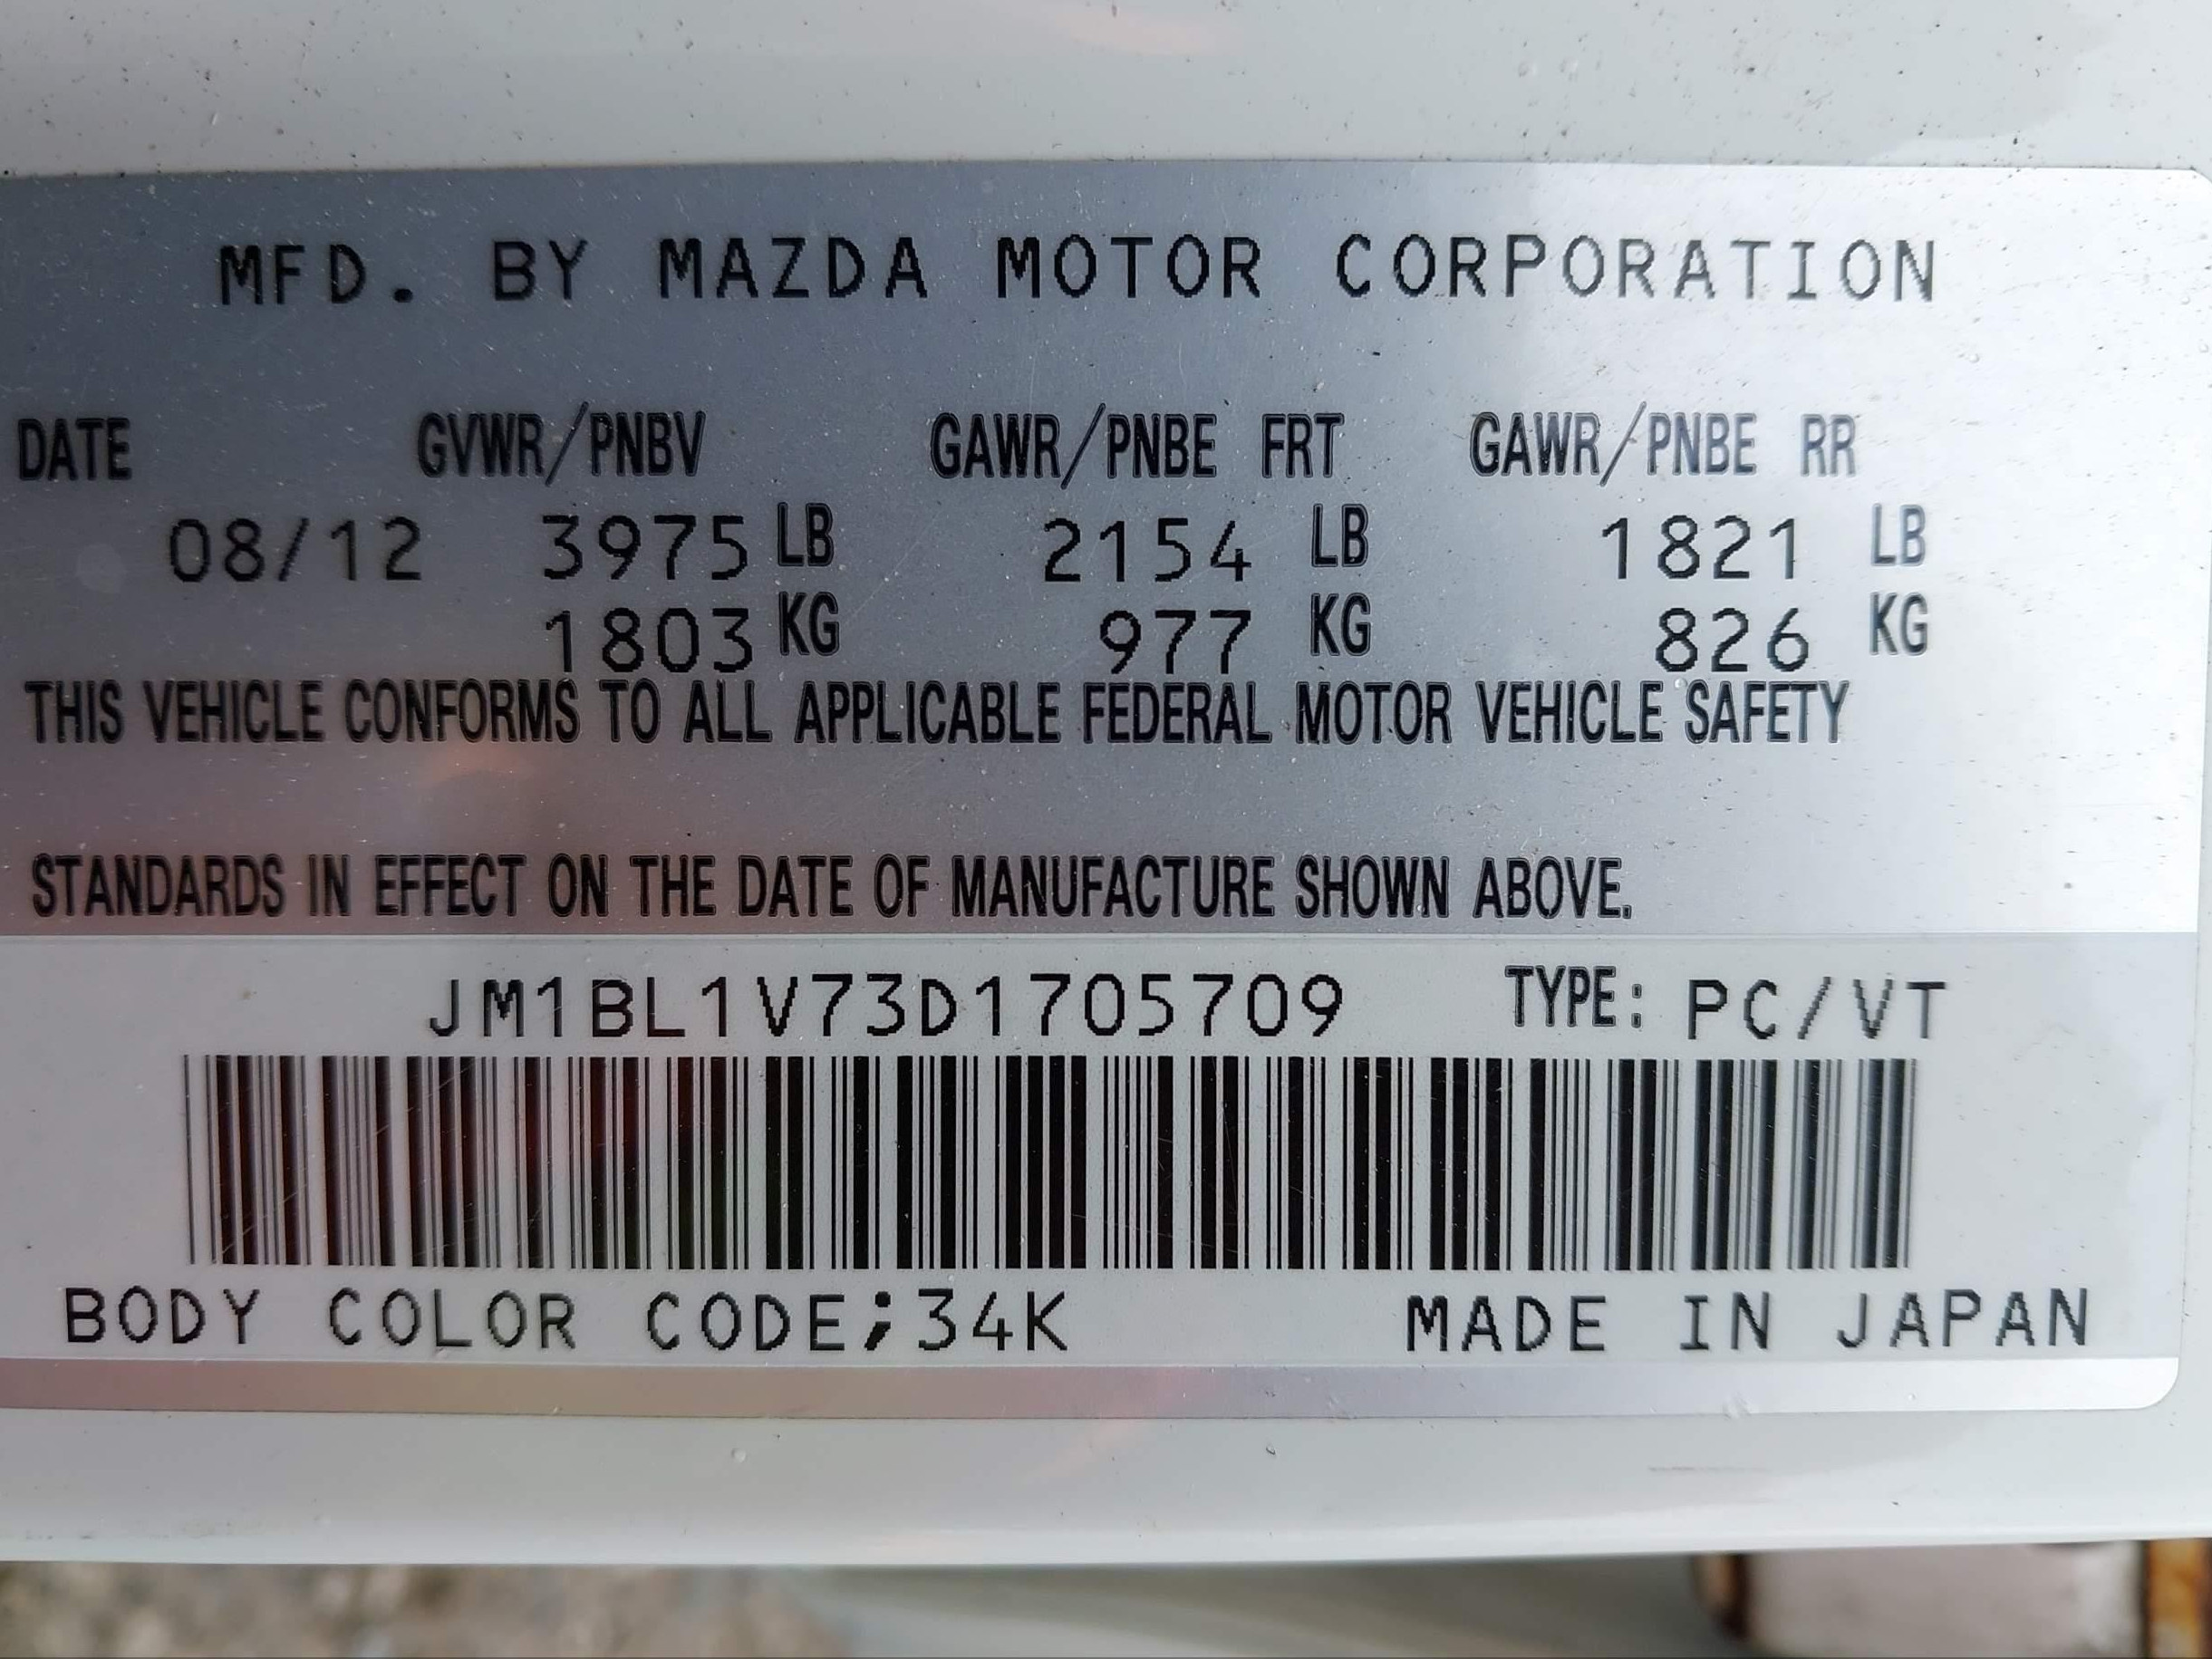 MFD. BY MAZDA MOTOR CORPORATION
DATE GVWR/PNBV GAWR/PNBE FRT GAWR/PNBE RR
08/12 3975 LB 2154 LB 1821 LB
1803 KG 977 KG 826 KG
THIS VEHICLE CONFORMS TO ALL APPLICABLE FEDERAL MOTOR VEHICLE SAFETY
STANDARDS IN EFFECT ON THE DATE OF MANUFACTURE SHOWN ABOVE.
JM1BL1V73D1705709 TYPE: PC/VT
BODY COLOR CODE;34K MADE IN JAPAN